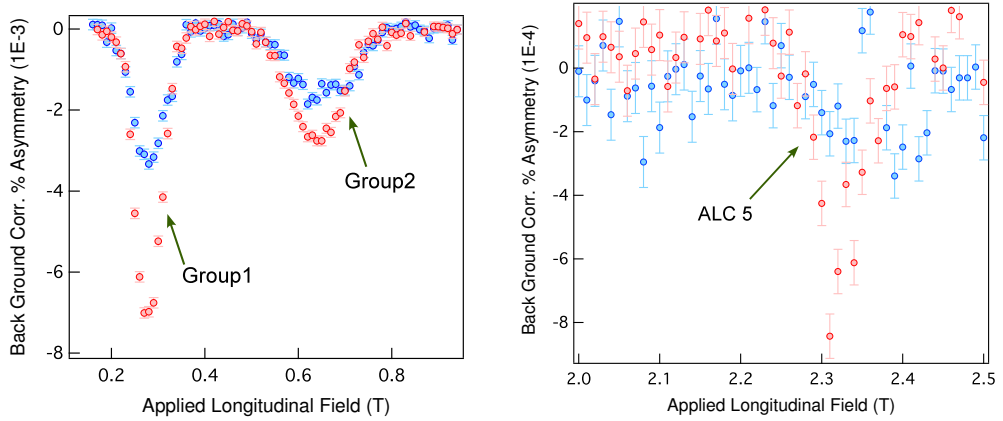 Back Ground Corr. % Asymmetry (1E-3)
0
-2
-4
-6
-8
0.2
0.4
0.6
0.8
Applied Longitudinal Field (T)
Group1
Group2
Back Ground Corr. % Asymmetry (1E-4)
0
-2
-4
-6
-8
2.0
2.1
2.2
2.3
2.4
2.5
Applied Longitudinal Field (T)
ALC 5